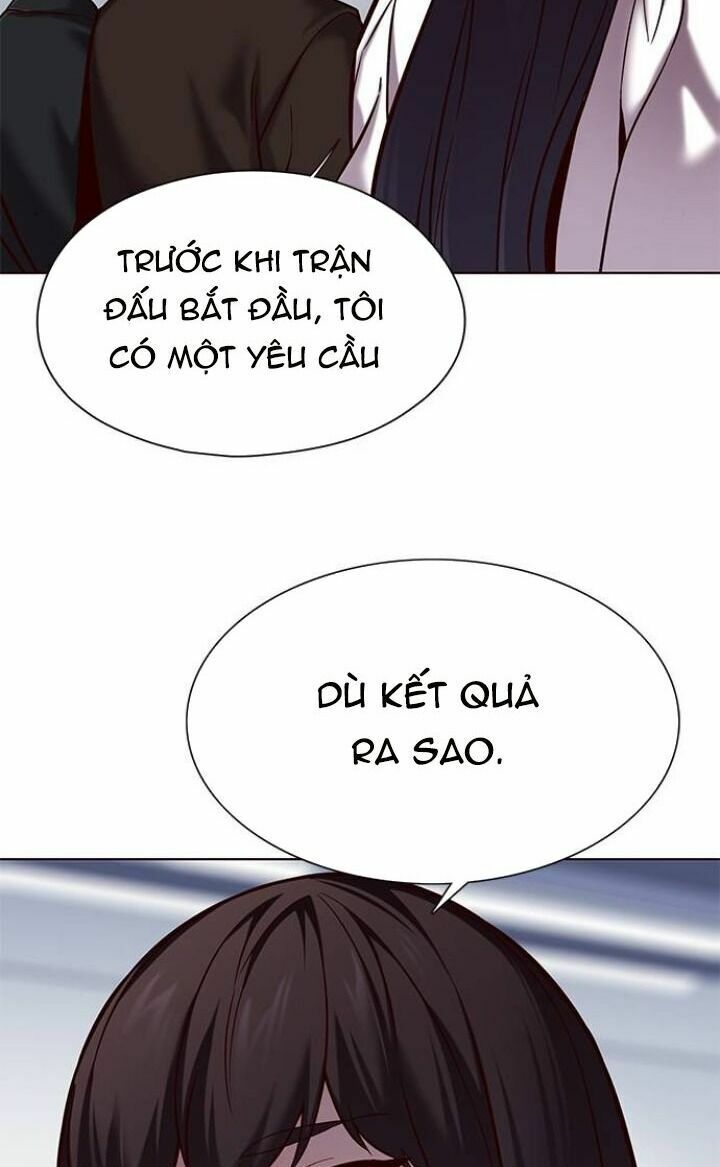 TRƯỚC KHI TRẬN
ĐẤU BẮT ĐẦU, TÔI
CÓ MỘT YÊU CẦU
DÙ KẾT QUẢ
RA SAO.